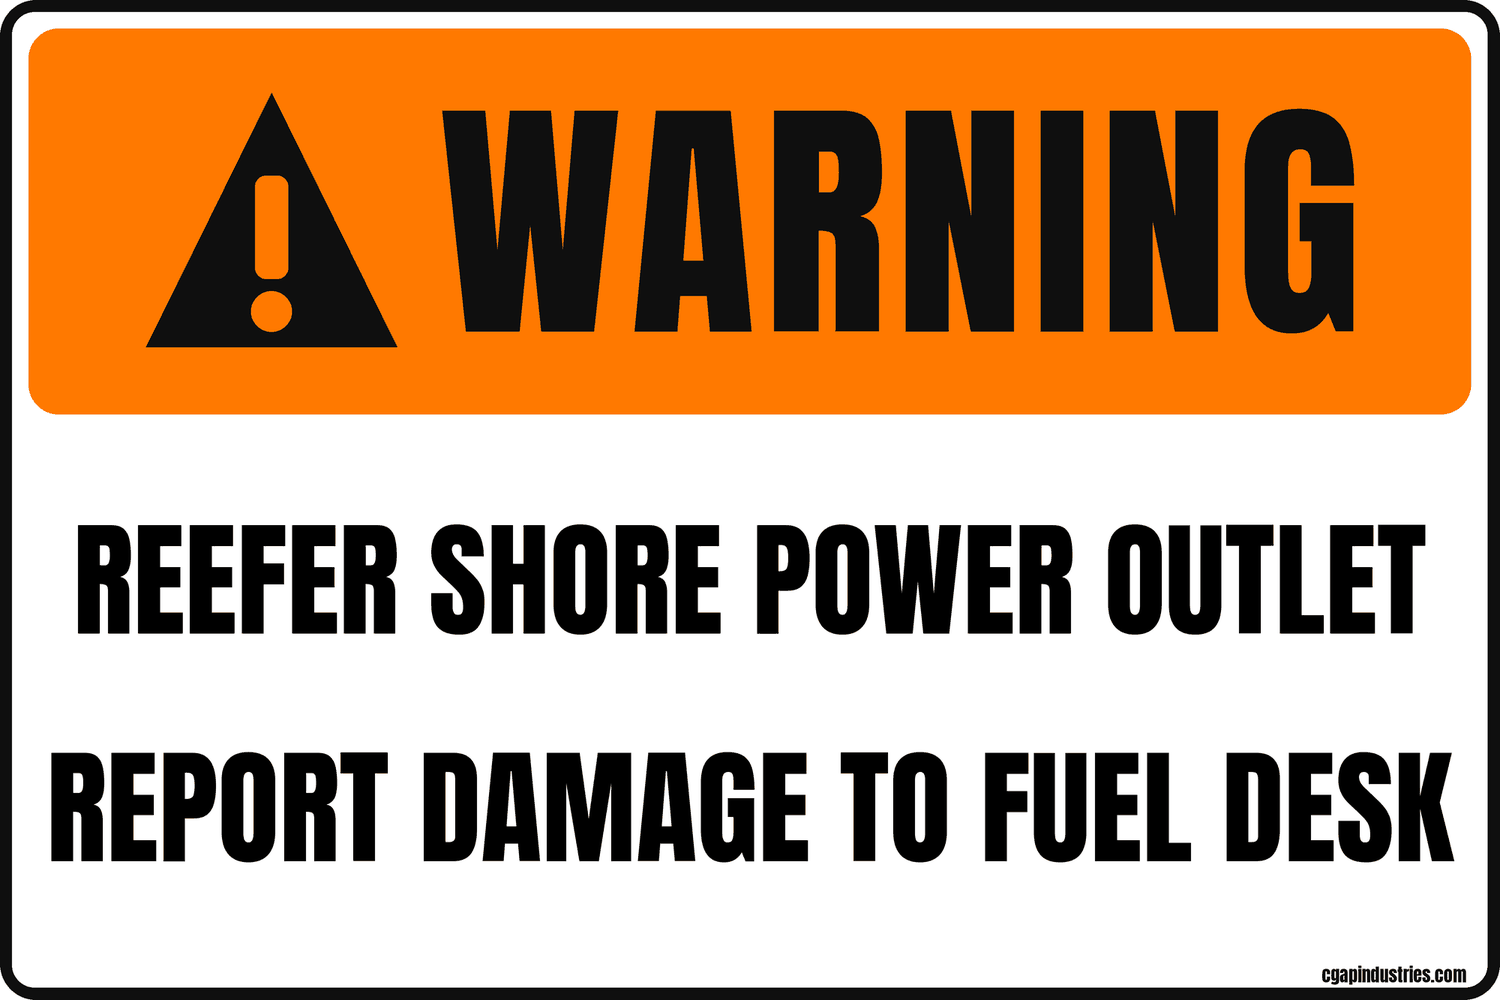 WARNING
REEFER SHORE POWER OUTLET
REPORT DAMAGE TO FUEL DESK
cgapindustries.com